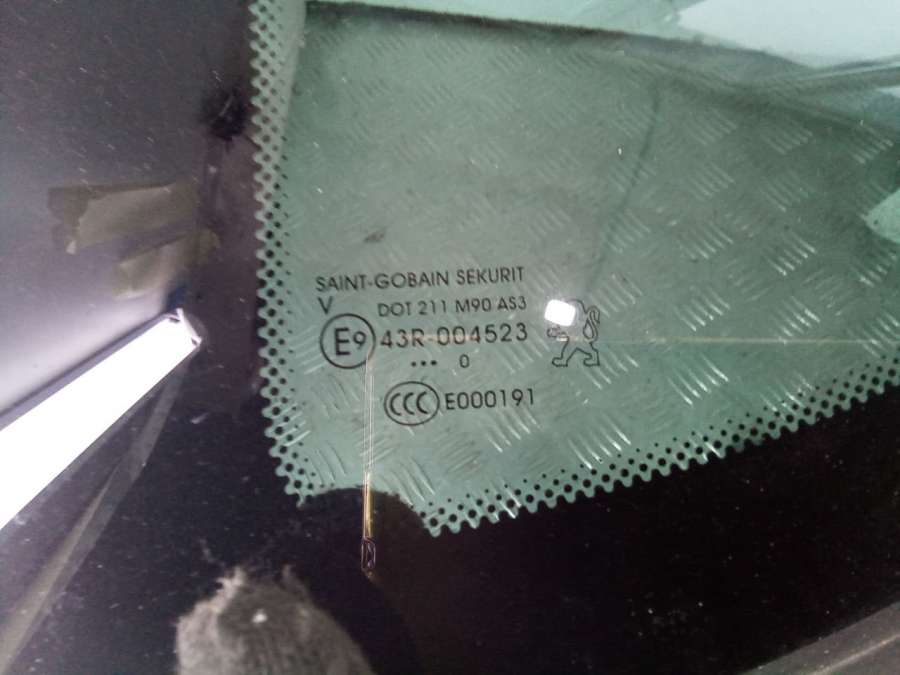 SAINT-GOBAIN SEKURIT
V DOT 211 M90 AS3
E9 43R-004523
••• 0
CCC E000191